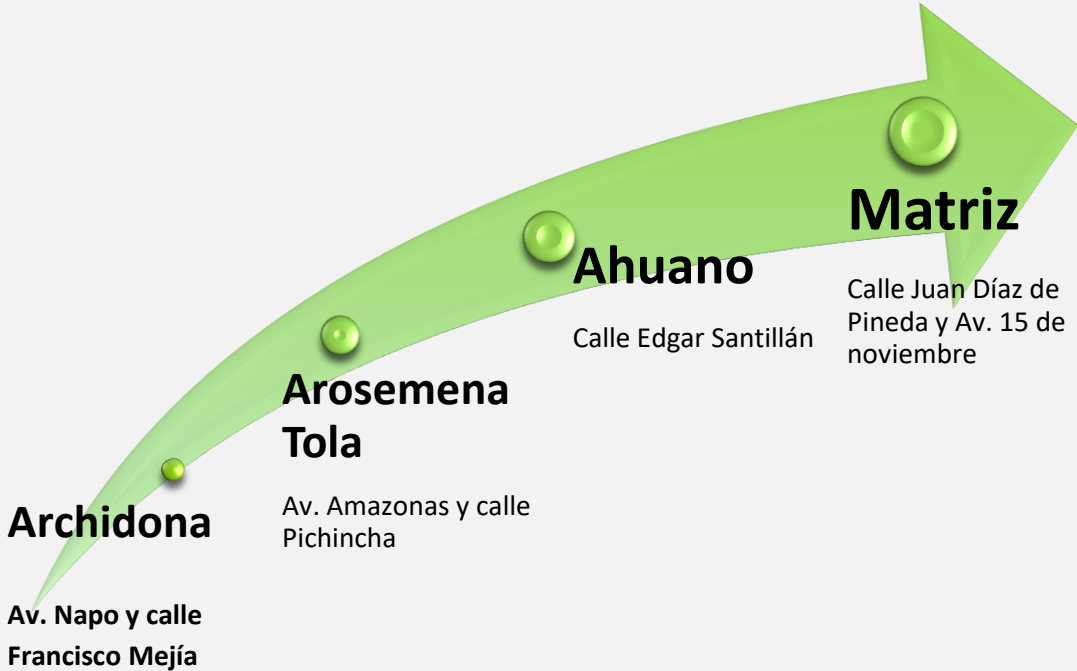 Archidona
Av. Napo y calle
Francisco Mejía
Arosemena
Tola
Av. Amazonas y calle
Pichincha
Ahuano
Calle Edgar Santillán
Matriz
Calle Juan Díaz de
Pineda y Av. 15 de
noviembre